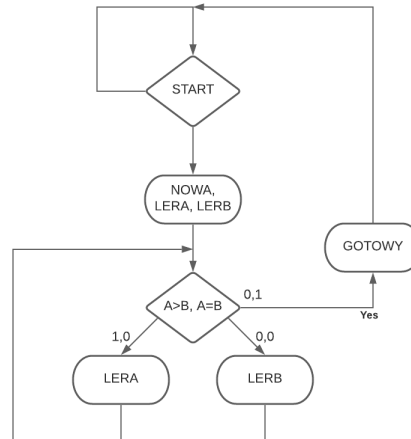 START
NOWA,
LERA, LERB
GOTOWY
A>B, A=B
0,1
Yes
1,0
0,0
LERA
LERB